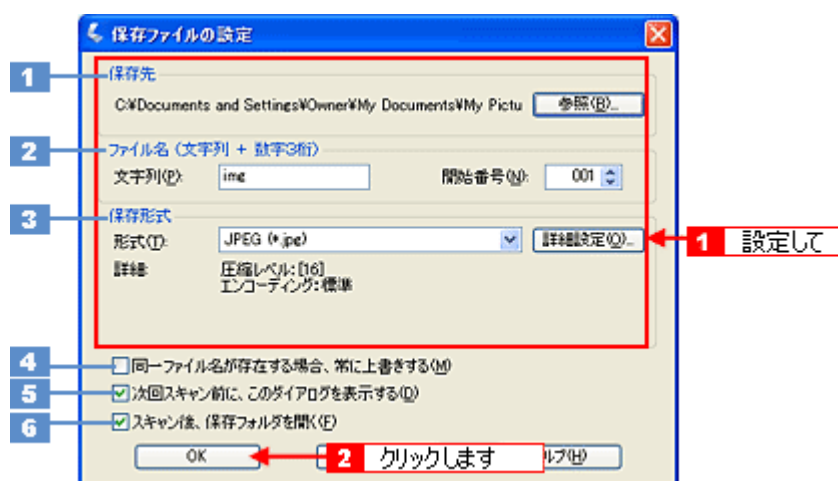 保存ファイルの設定
1
保存先
C:¥Documents and Settings¥Owner¥My Documents¥My Pictu
参照(B)...
2
ファイル名 (文字列 + 数字3桁)
文字列(P):
img
開始番号(N):
001
3
保存形式
形式(T):
JPEG (*.jpg)
詳細設定(O)...
1 設定して
詳細:
圧縮レベル:[16]
エンコーディング:標準
4
同一ファイル名が存在する場合、常に上書きする(M)
5
次回スキャン前に、このダイアログを表示する(D)
6
スキャン後、保存フォルダを開く(F)
OK
2 クリックします
ルプ(H)